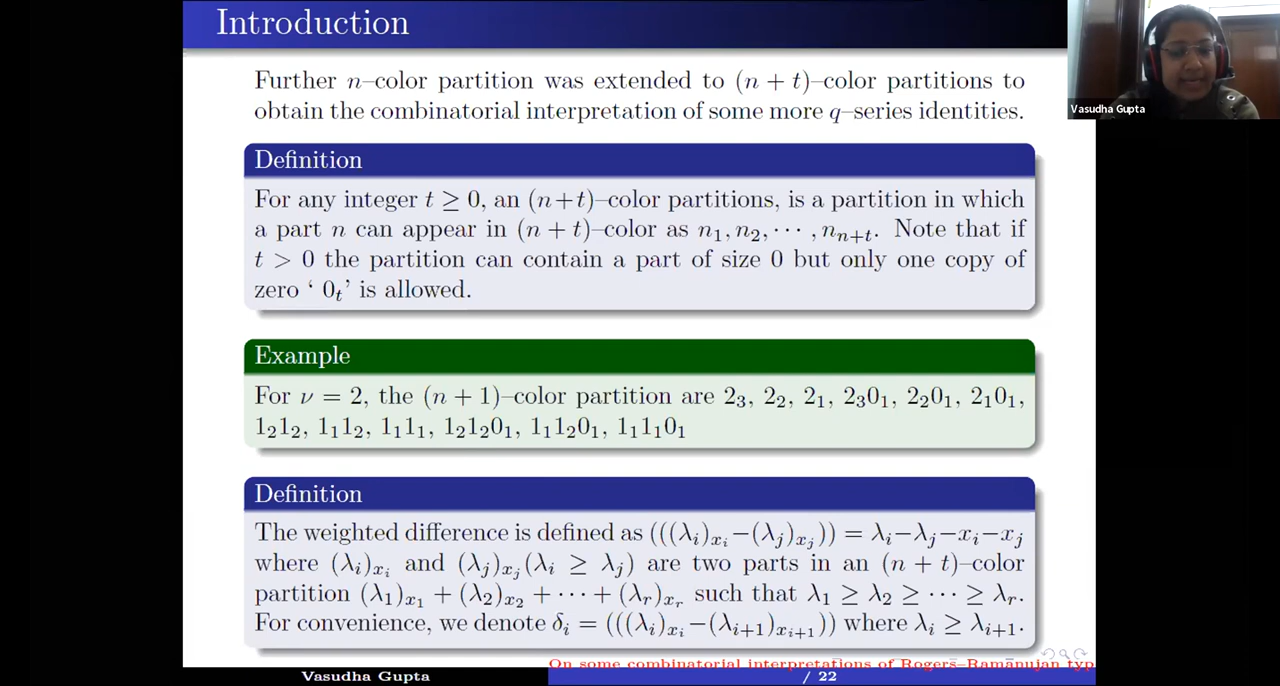 Introduction
Further n–color partition was extended to (n + t)–color partitions to
obtain the combinatorial interpretation of some more q–series identities.
Definition
For any integer t ≥ 0, an (n+t)–color partitions, is a partition in which
a part n can appear in (n + t)–color as n₁, n₂, ⋯ , nₙ₊ₜ. Note that if
t > 0 the partition can contain a part of size 0 but only one copy of
zero ‘ 0ₜ’ is allowed.
Example
For ν = 2, the (n + 1)–color partition are 2₃, 2₂, 2₁, 2₃0₁, 2₂0₁, 2₁0₁,
1₂1₂, 1₁1₂, 1₁1₁, 1₂1₂0₁, 1₁1₂0₁, 1₁1₁0₁
Definition
The weighted difference is defined as (((λᵢ)ₓᵢ−(λⱼ)ₓⱼ)) = λᵢ−λⱼ−xᵢ−xⱼ
where (λᵢ)ₓᵢ and (λⱼ)ₓⱼ(λᵢ ≥ λⱼ) are two parts in an (n + t)–color
partition (λ₁)ₓ₁ + (λ₂)ₓ₂ + ⋯ + (λᵣ)ₓᵣ such that λ₁ ≥ λ₂ ≥ ⋯ ≥ λᵣ.
For convenience, we denote δᵢ = (((λᵢ)ₓᵢ−(λᵢ₊₁)ₓᵢ₊₁)) where λᵢ ≥ λᵢ₊₁.
On some combinatorial interpretations of Rogers–Ramanujan typ
Vasudha Gupta
/ 22
Vasudha Gupta